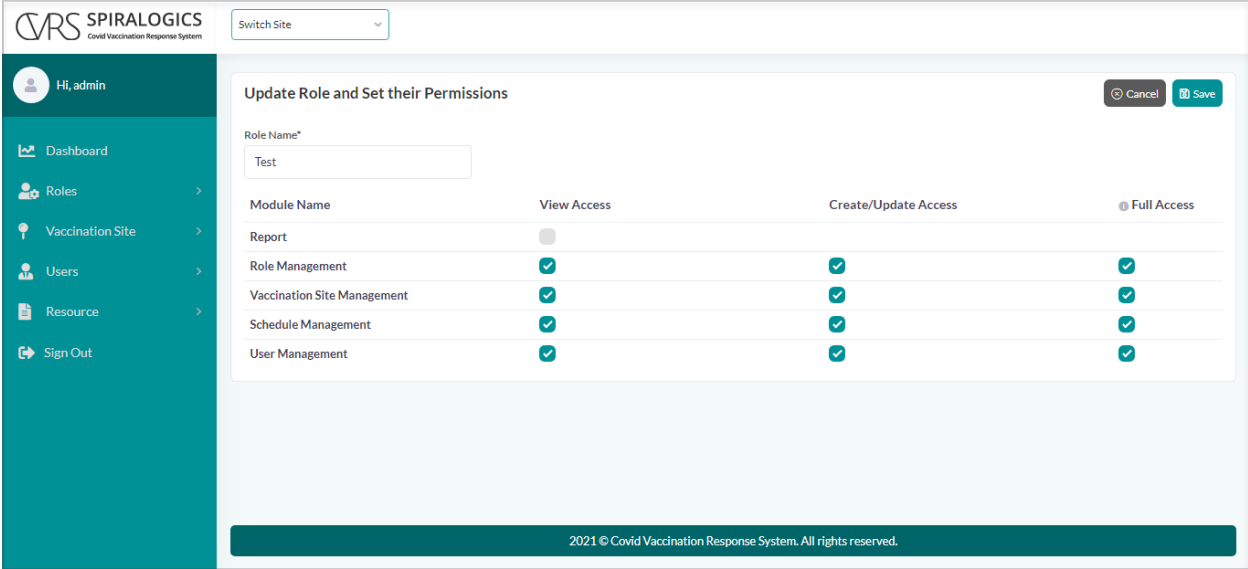 CVRS SPIRALOGICS
Covid Vaccination Response System
Switch Site
Hi, admin
Dashboard
Roles
Vaccination Site
Users
Resource
Sign Out
Update Role and Set their Permissions
Cancel
Save
Role Name*
Test
Module Name View Access Create/Update Access Full Access
Report
Role Management
Vaccination Site Management
Schedule Management
User Management
2021 © Covid Vaccination Response System. All rights reserved.